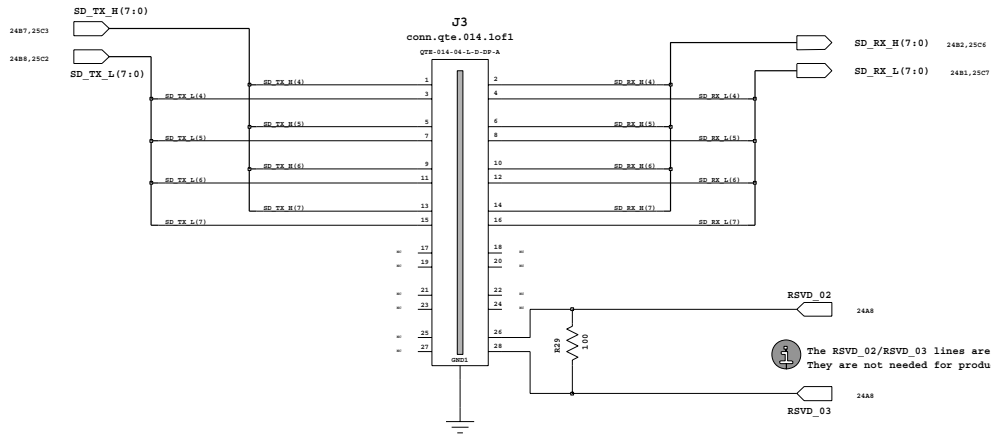 SD_TX_H(7:0)
24B7,25C3
24B8,25C2
SD_TX_L(7:0)
J3
conn.qte.014.1of1
QTE-014-04-L-D-DP-A
SD_RX_H(7:0)
24B2,25C6
SD_RX_L(7:0)
24B1,25C7
SD_TX_H(4) 1 2 SD_RX_H(4)
SD_TX_L(4) 3 4 SD_RX_L(4)
SD_TX_H(5) 5 6 SD_RX_H(5)
SD_TX_L(5) 7 8 SD_RX_L(5)
SD_TX_H(6) 9 10 SD_RX_H(6)
SD_TX_L(6) 11 12 SD_RX_L(6)
SD_TX_H(7) 13 14 SD_RX_H(7)
SD_TX_L(7) 15 16 SD_RX_L(7)
17 18
19 20
21 22
23 24
25 26
27 28
GND1
R29
100
RSVD_02
24A8
The RSVD_02/RSVD_03 lines are
They are not needed for produ
24A8
RSVD_03